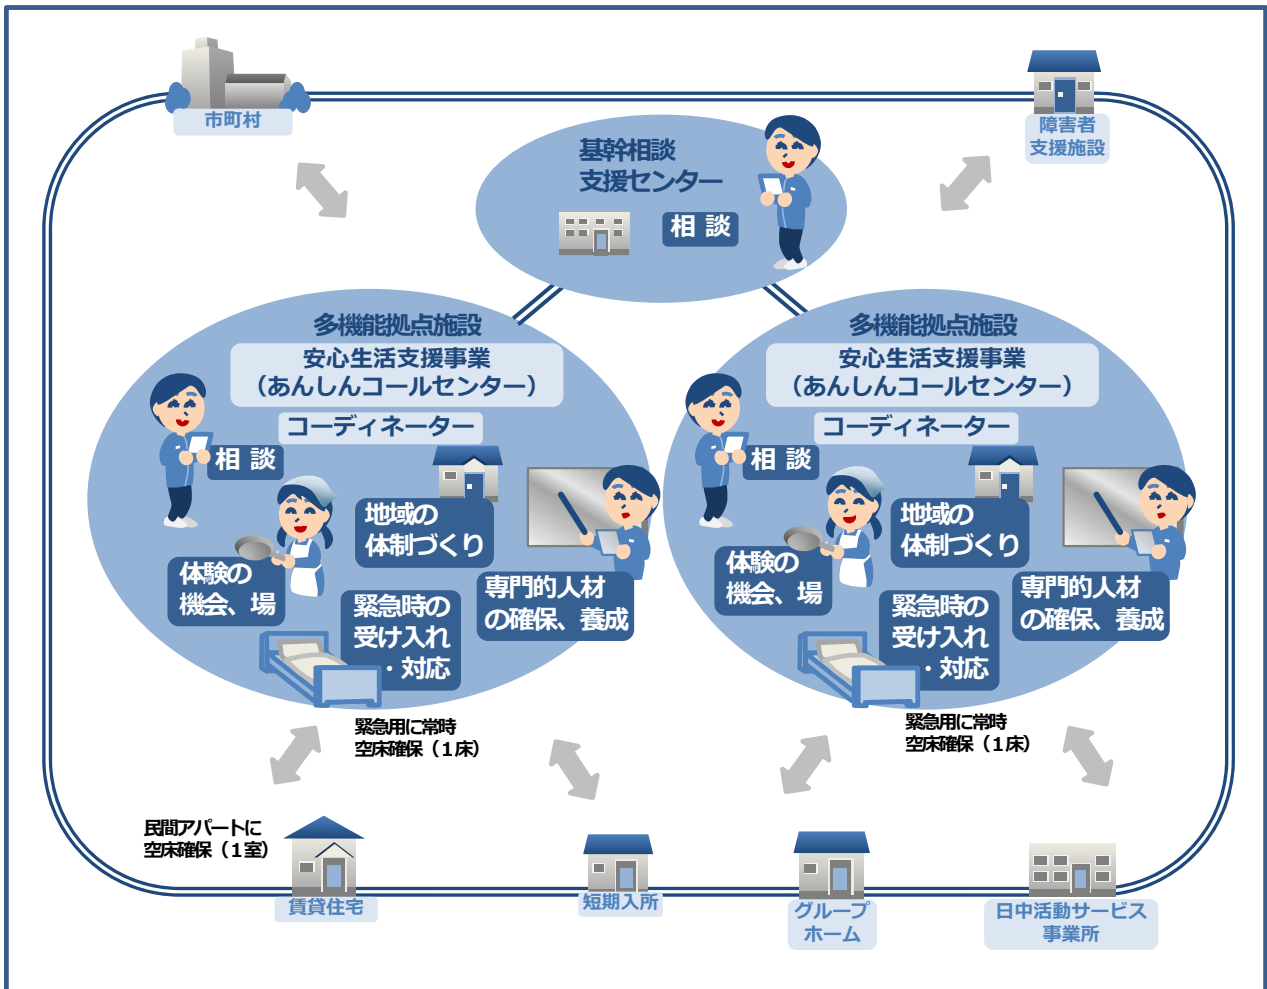 市町村
障害者
支援施設
基幹相談
支援センター
相 談
多機能拠点施設
安心生活支援事業
（あんしんコールセンター）
コーディネーター
相 談
地域の
体制づくり
体験の
機会、場
専門的人材
の確保、養成
緊急時の
受け入れ
・対応
緊急用に常時
空床確保（１床）
多機能拠点施設
安心生活支援事業
（あんしんコールセンター）
コーディネーター
相 談
地域の
体制づくり
体験の
機会、場
専門的人材
の確保、養成
緊急時の
受け入れ
・対応
緊急用に常時
空床確保（１床）
民間アパートに
空床確保（１室）
賃貸住宅
短期入所
グループ
ホーム
日中活動サービス
事業所